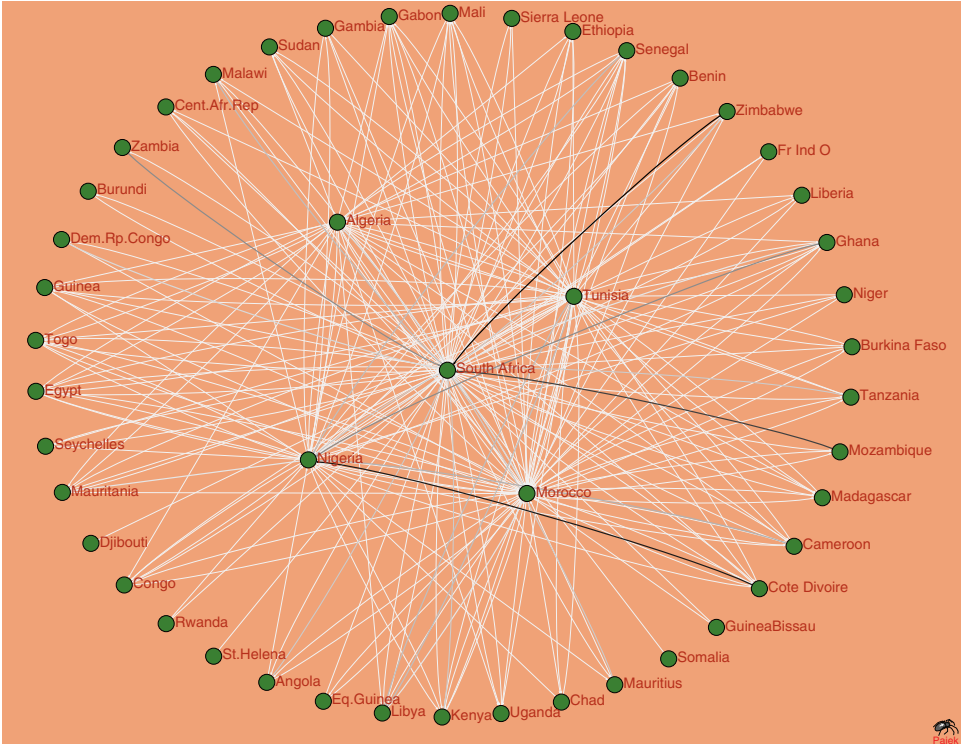 Mali
Gabon
Sierra Leone
Gambia
Ethiopia
Sudan
Senegal
Malawi
Benin
Cent.Afr.Rep
Zimbabwe
Zambia
Fr Ind O
Burundi
Liberia
Algeria
Dem.Rp.Congo
Ghana
Guinea
Niger
Tunisia
Togo
Burkina Faso
South Africa
Egypt
Tanzania
Seychelles
Mozambique
Nigeria
Mauritania
Morocco
Madagascar
Djibouti
Cameroon
Congo
Cote Divoire
Rwanda
GuineaBissau
St.Helena
Somalia
Angola
Mauritius
Eq.Guinea
Chad
Libya
Kenya
Uganda
Pajek